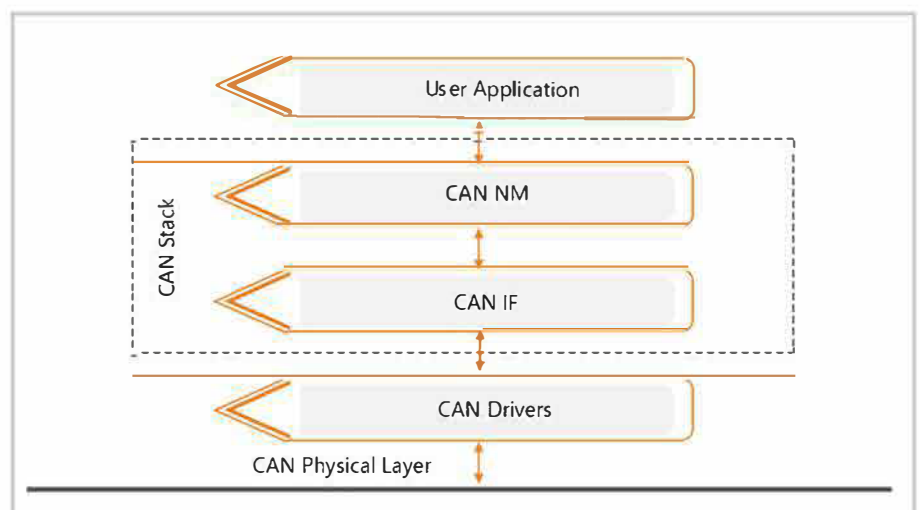 User Application
CAN Stack
CAN NM
CAN IF
CAN Drivers
CAN Physical Layer